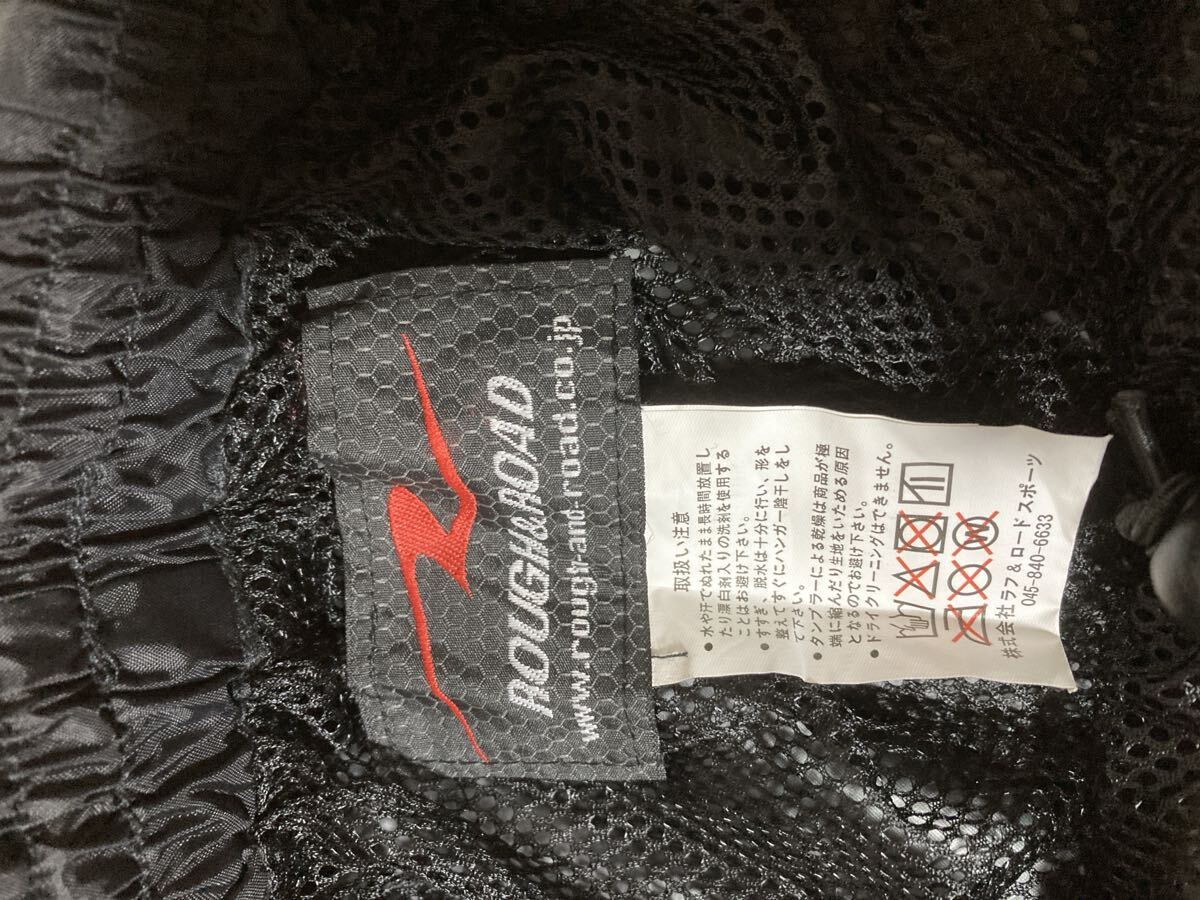 ROUGH&ROAD
www.rough-and-road.co.jp
取扱い注意
● 水や汗でぬれたまま長時間放置し
たり漂白剤入りの洗剤を使用する
ことはお避け下さい。
● すすぎ、脱水は十分に行い、形を
整えてすぐにハンガー陰干しをし
て下さい。
● タンブラーによる乾燥は商品が極
端に縮んだり生地をいためる原因
となるのでお避け下さい。
● ドライクリーニングはできません。
W
株式会社ラフ&ロードスポーツ
045-840-6633